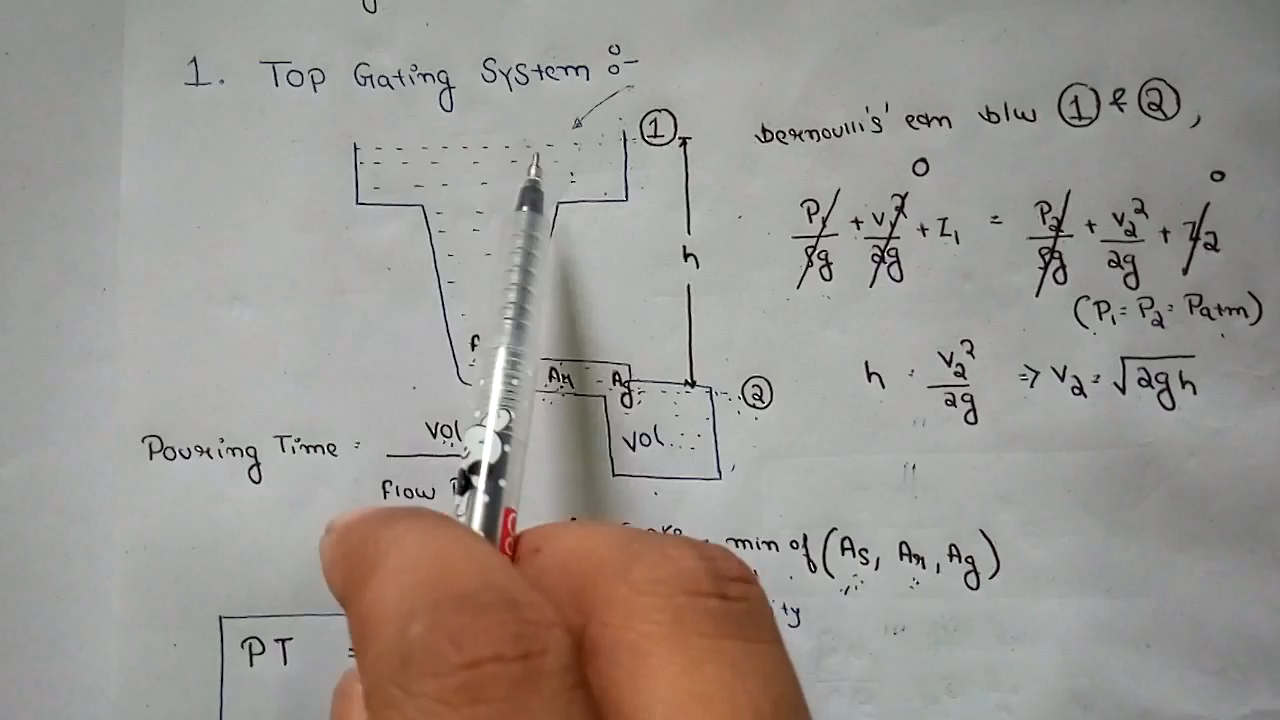 1. Top Gating System :-
①
bernoulli's' eqn b/w ① & ②,
0
0
P₁/ρg + V₁²/2g + Z₁ = P₂/ρg + V₂²/2g + Z₂
(P₁ = P₂ = Patm)
h
h = V₂²/2g ⇒ V₂ = √2gh
AR Ag
②
Pouring Time = Vol
Flow
Vol
min of (AS, AR, Ag)
PT =